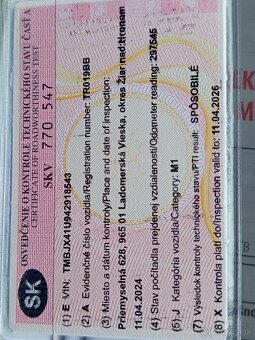 SK
OSVEDČENIE O KONTROLE TECHNICKÉHO STAVU ČASŤ A
CERTIFICATE OF ROADWORTHINESS TEST
SKV 770 547
(1) E VIN: TMBJX41U942918543
(2) A Evidenčné číslo vozidla/Registration number: TR019BB
(3) Miesto a dátum kontroly/Place and date of inspection:
Priemyselná 628, 965 01 Ladomerská Vieska, okres Žiar nad Hronom
11.04.2024
(4) Stav počítadla prejdenej vzdialenosti/Odometer reading: 297545
(5) J Kategória vozidla/Category: M1
(7) Výsledok kontroly technického stavu/PTI result: SPÔSOBILÉ
(8) X Kontrola platí do/Inspection valid to: 11.04.2026